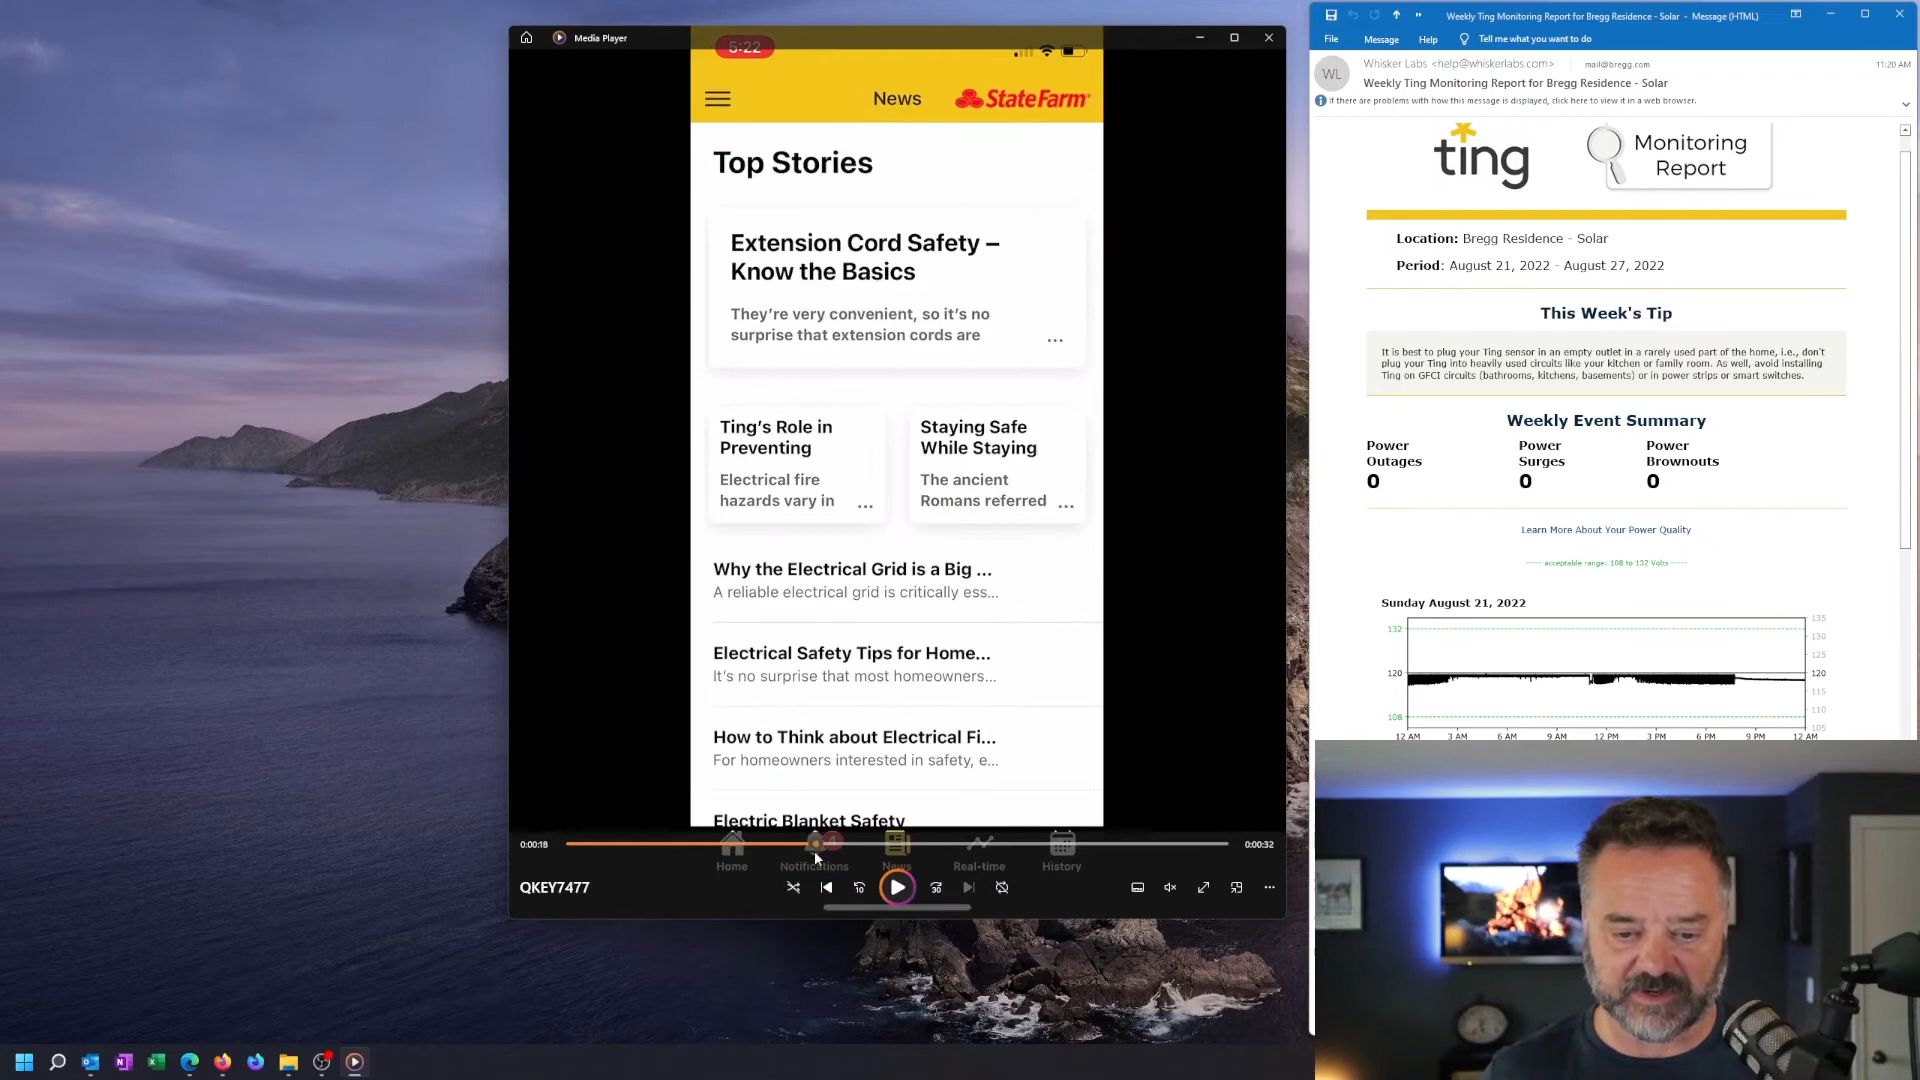 Media Player
5:22
News
StateFarm
Top Stories
Extension Cord Safety –
Know the Basics
They're very convenient, so it's no
surprise that extension cords are
...
Ting's Role in
Preventing
Electrical fire
hazards vary in ...
Staying Safe
While Staying
The ancient
Romans referred ...
Why the Electrical Grid is a Big ...
A reliable electrical grid is critically ess...
Electrical Safety Tips for Home...
It's no surprise that most homeowners...
How to Think about Electrical Fi...
For homeowners interested in safety, e...
Electric Blanket Safety
0:00:18
0:00:32
4
Home
Notifications
News
Real-time
History
QKEY7477
10
30
Weekly Ting Monitoring Report for Bregg Residence - Solar - Message (HTML)
File
Message
Help
Tell me what you want to do
WL
Whisker Labs <help@whiskerlabs.com>
mail@bregg.com
11:20 AM
Weekly Ting Monitoring Report for Bregg Residence - Solar
If there are problems with how this message is displayed, click here to view it in a web browser.
ting
Monitoring
Report
Location: Bregg Residence - Solar
Period: August 21, 2022 - August 27, 2022
This Week's Tip
It is best to plug your Ting sensor in an empty outlet in a rarely used part of the home, i.e., don't
plug your Ting into heavily used circuits like your kitchen or family room. As well, avoid installing
Ting on GFCI circuits (bathrooms, kitchens, basements) or in power strips or smart switches.
Weekly Event Summary
Power
Outages
0
Power
Surges
0
Power
Brownouts
0
Learn More About Your Power Quality
----- acceptable range: 108 to 132 Volts -----
Sunday August 21, 2022
132
120
108
135
130
125
120
115
110
105
12 AM 3 AM 6 AM 9 AM 12 PM 3 PM 6 PM 9 PM 12 AM